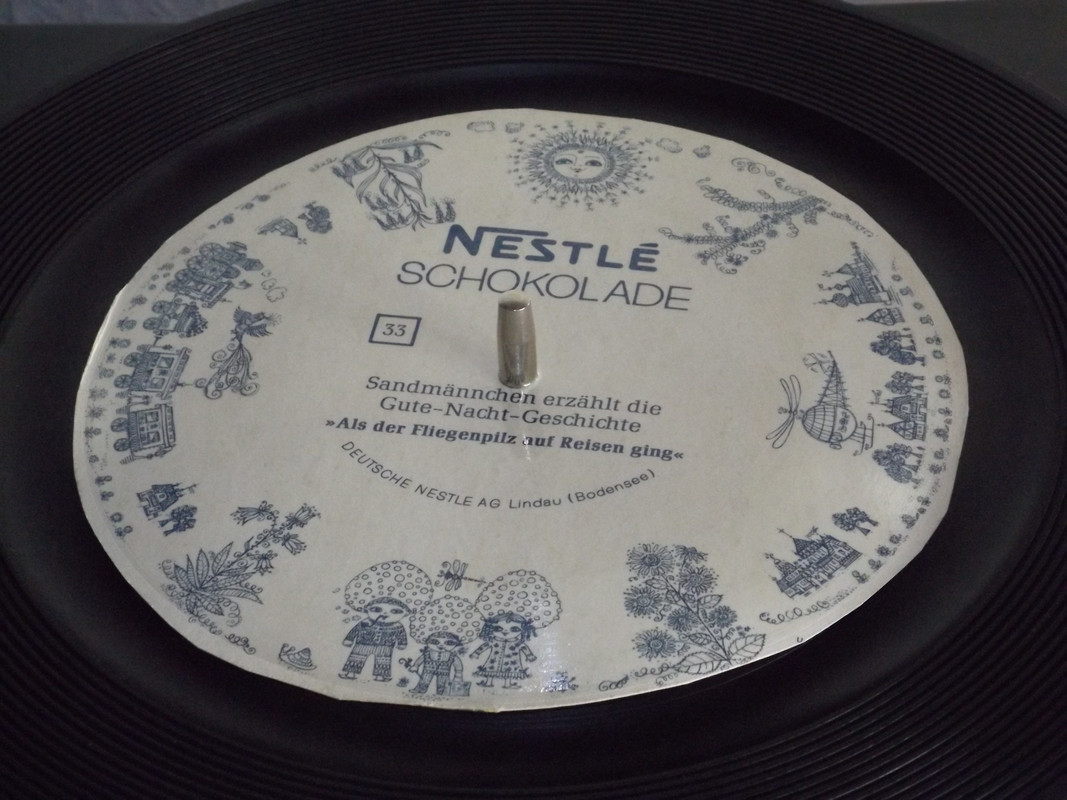 NESTLÉ
SCHOKOLADE
33
Sandmännchen erzählt die
Gute-Nacht-Geschichte
»Als der Fliegenpilz auf Reisen ging«
DEUTSCHE NESTLE AG Lindau (Bodensee)